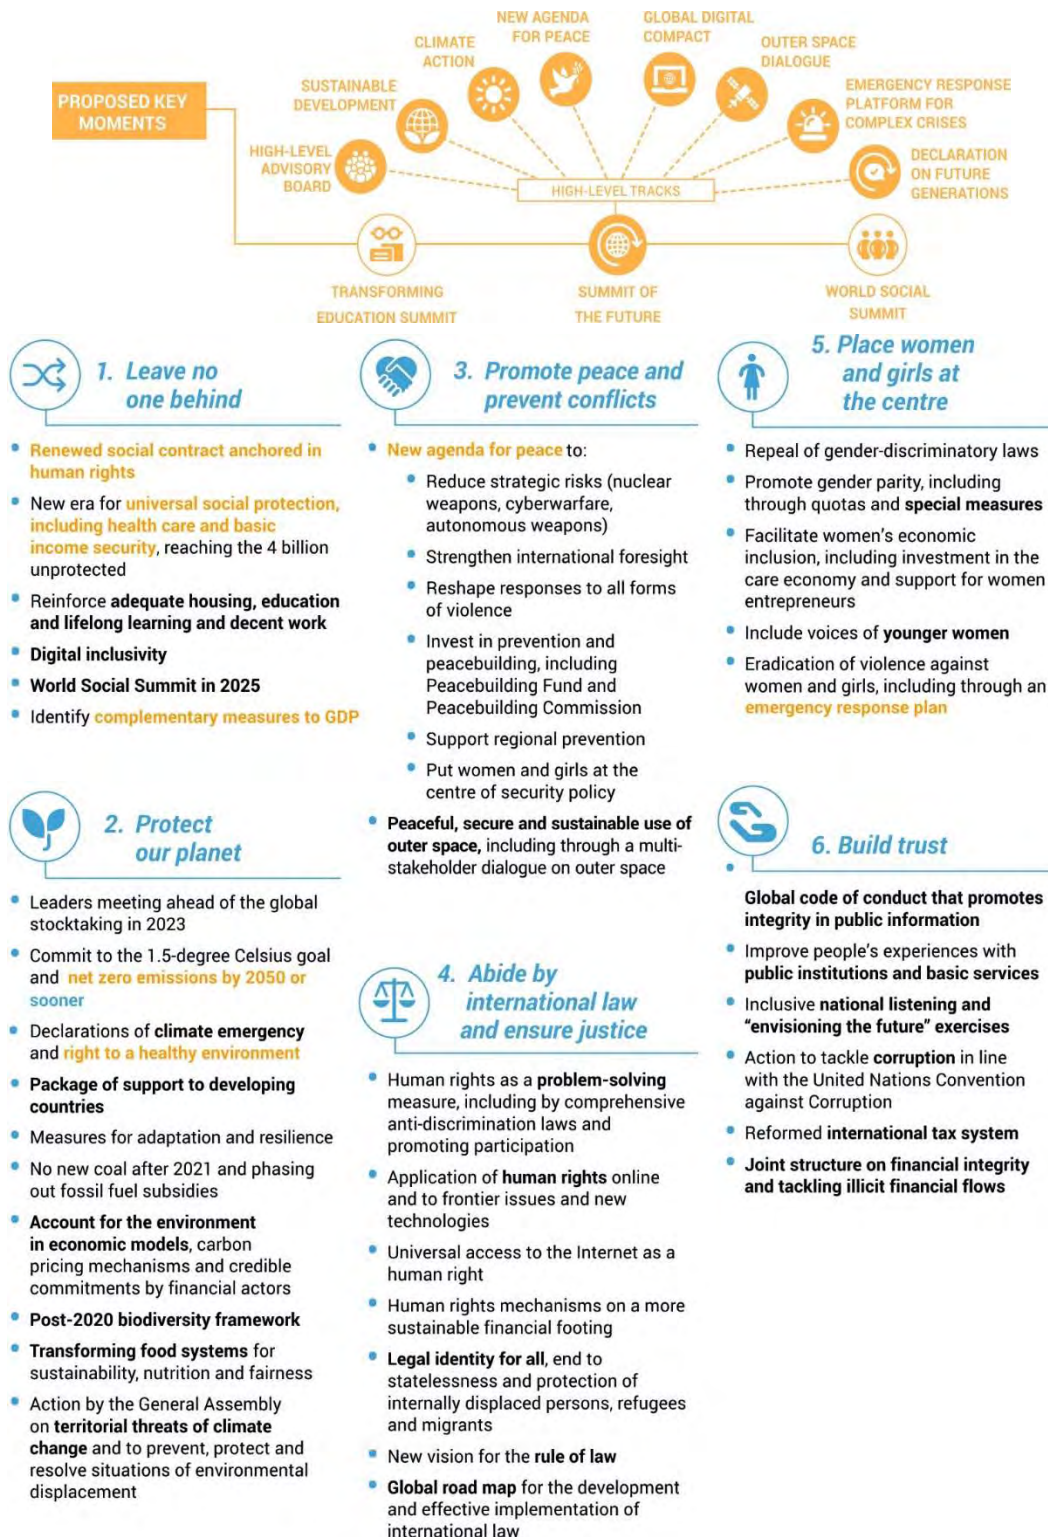 PROPOSED KEY
MOMENTS
HIGH-LEVEL
ADVISORY
BOARD
SUSTAINABLE
DEVELOPMENT
CLIMATE
ACTION
NEW AGENDA
FOR PEACE
GLOBAL DIGITAL
COMPACT
OUTER SPACE
DIALOGUE
EMERGENCY RESPONSE
PLATFORM FOR
COMPLEX CRISES
DECLARATION
ON FUTURE
GENERATIONS
HIGH-LEVEL TRACKS
TRANSFORMING
EDUCATION SUMMIT
SUMMIT OF
THE FUTURE
WORLD SOCIAL
SUMMIT
1. Leave no
one behind
• Renewed social contract anchored in
human rights
• New era for universal social protection,
including health care and basic
income security, reaching the 4 billion
unprotected
• Reinforce adequate housing, education
and lifelong learning and decent work
• Digital inclusivity
• World Social Summit in 2025
• Identify complementary measures to GDP
2. Protect
our planet
• Leaders meeting ahead of the global
stocktaking in 2023
• Commit to the 1.5-degree Celsius goal
and net zero emissions by 2050 or
sooner
• Declarations of climate emergency
and right to a healthy environment
• Package of support to developing
countries
• Measures for adaptation and resilience
• No new coal after 2021 and phasing
out fossil fuel subsidies
• Account for the environment
in economic models, carbon
pricing mechanisms and credible
commitments by financial actors
• Post-2020 biodiversity framework
• Transforming food systems for
sustainability, nutrition and fairness
• Action by the General Assembly
on territorial threats of climate
change and to prevent, protect and
resolve situations of environmental
displacement
3. Promote peace and
prevent conflicts
• New agenda for peace to:
• Reduce strategic risks (nuclear
weapons, cyberwarfare,
autonomous weapons)
• Strengthen international foresight
• Reshape responses to all forms
of violence
• Invest in prevention and
peacebuilding, including
Peacebuilding Fund and
Peacebuilding Commission
• Support regional prevention
• Put women and girls at the
centre of security policy
• Peaceful, secure and sustainable use of
outer space, including through a multi-
stakeholder dialogue on outer space
4. Abide by
international law
and ensure justice
• Human rights as a problem-solving
measure, including by comprehensive
anti-discrimination laws and
promoting participation
• Application of human rights online
and to frontier issues and new
technologies
• Universal access to the Internet as a
human right
• Human rights mechanisms on a more
sustainable financial footing
• Legal identity for all, end to
statelessness and protection of
internally displaced persons, refugees
and migrants
• New vision for the rule of law
• Global road map for the development
and effective implementation of
international law
5. Place women
and girls at
the centre
• Repeal of gender-discriminatory laws
• Promote gender parity, including
through quotas and special measures
• Facilitate women's economic
inclusion, including investment in the
care economy and support for women
entrepreneurs
• Include voices of younger women
• Eradication of violence against
women and girls, including through an
emergency response plan
6. Build trust
• Global code of conduct that promotes
integrity in public information
• Improve people's experiences with
public institutions and basic services
• Inclusive national listening and
“envisioning the future” exercises
• Action to tackle corruption in line
with the United Nations Convention
against Corruption
• Reformed international tax system
• Joint structure on financial integrity
and tackling illicit financial flows